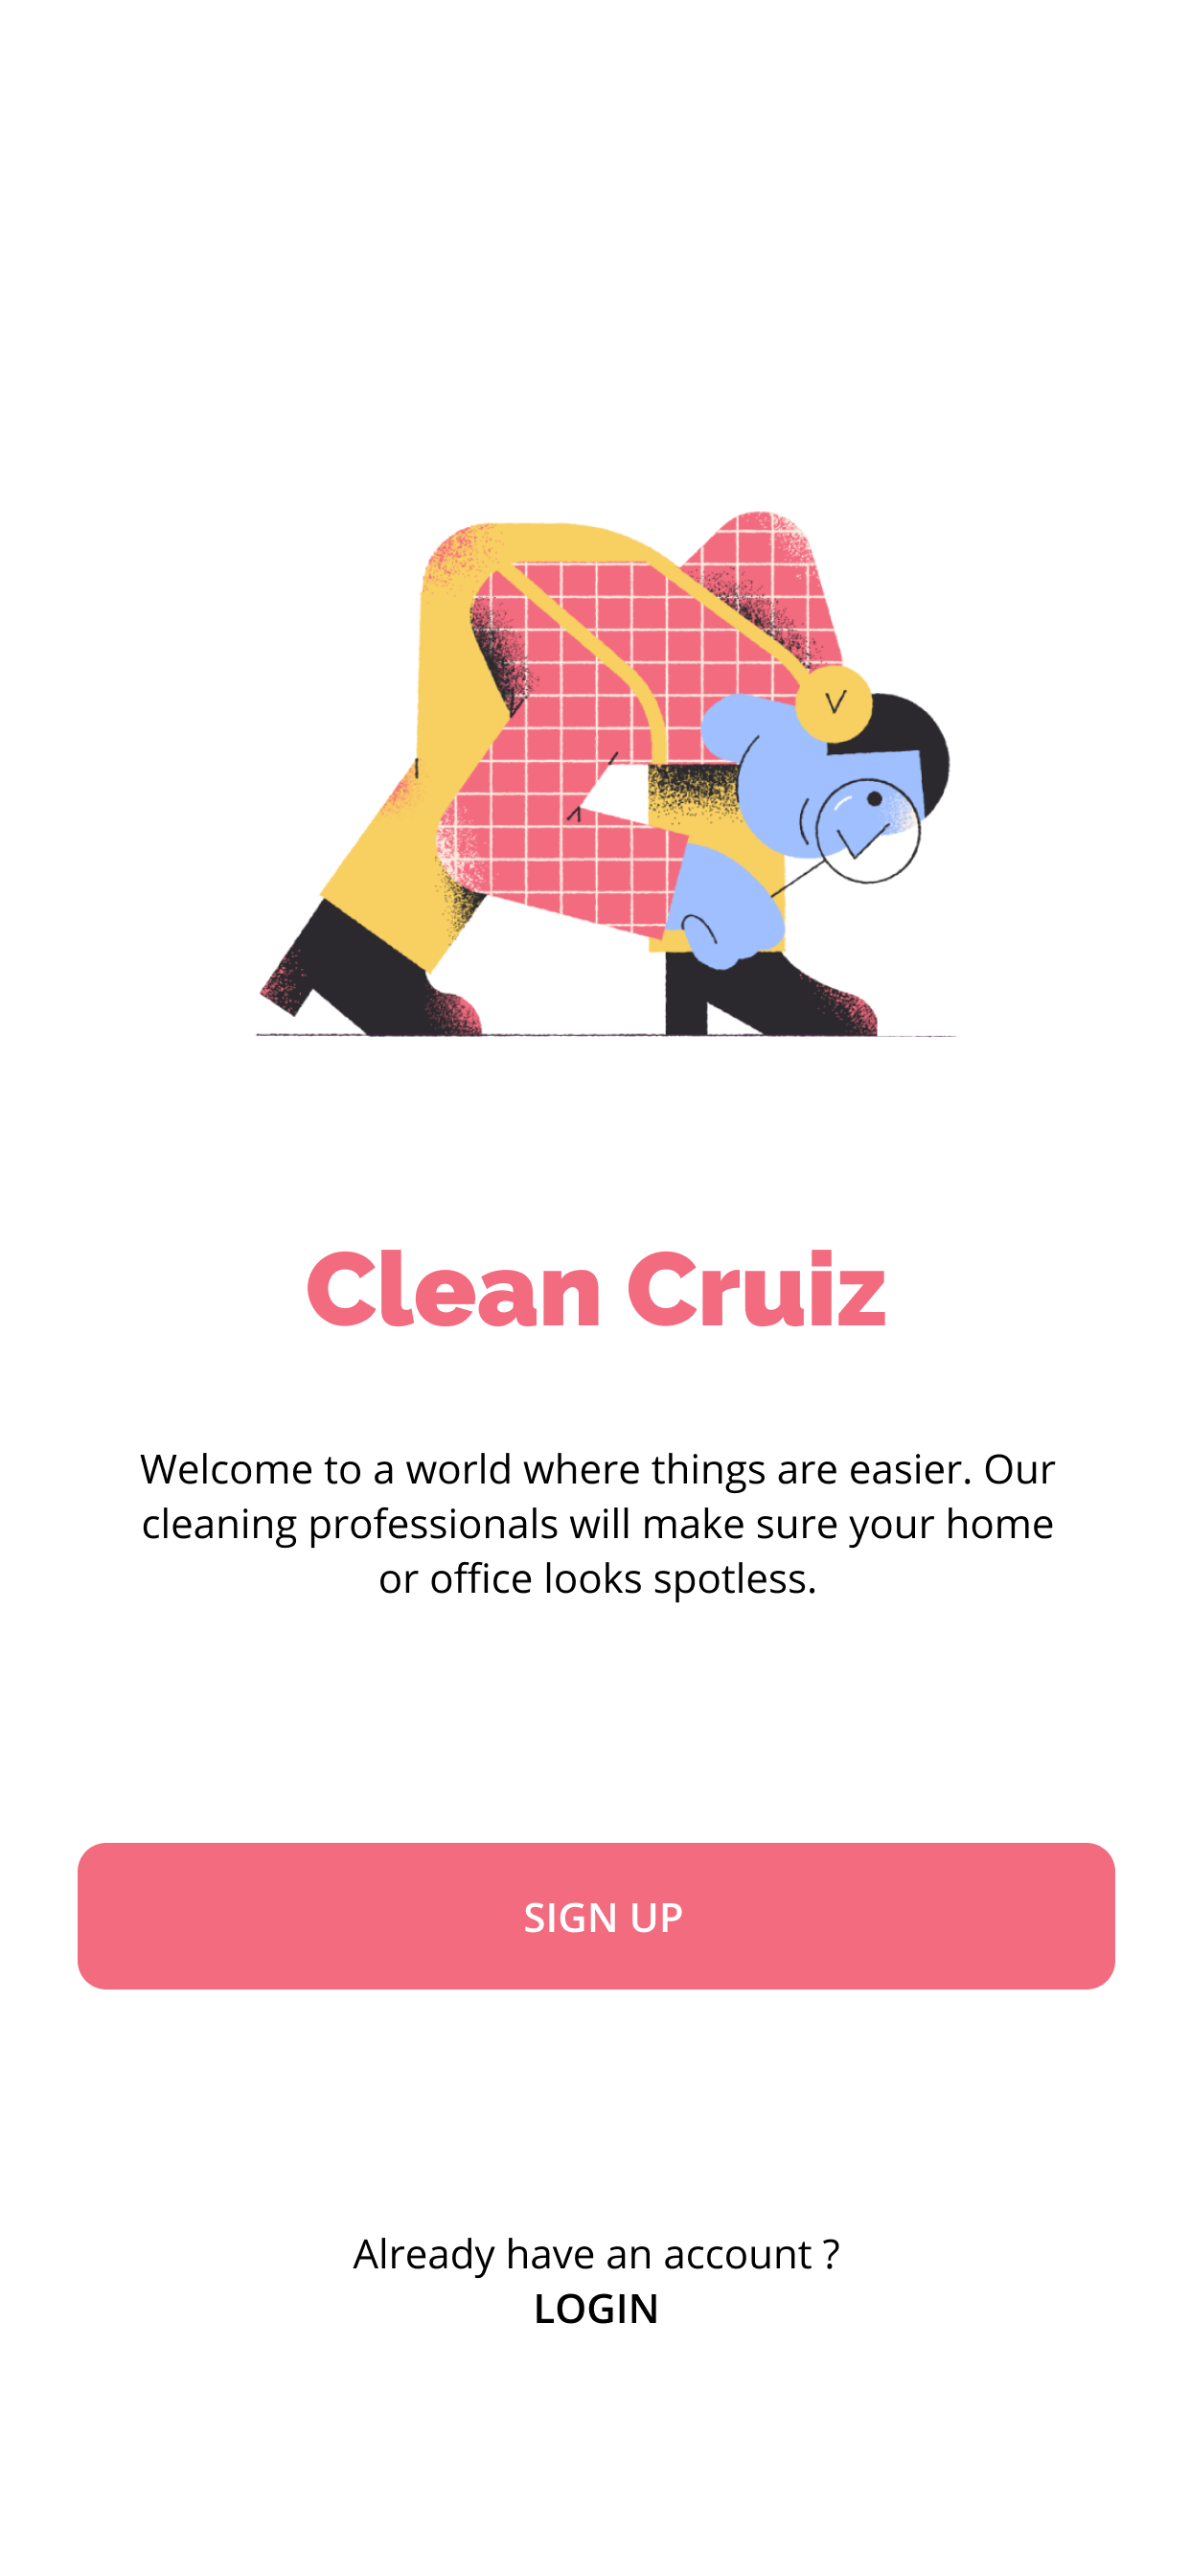 Clean Cruiz
Welcome to a world where things are easier. Our
cleaning professionals will make sure your home
or office looks spotless.
SIGN UP
Already have an account ?
LOGIN